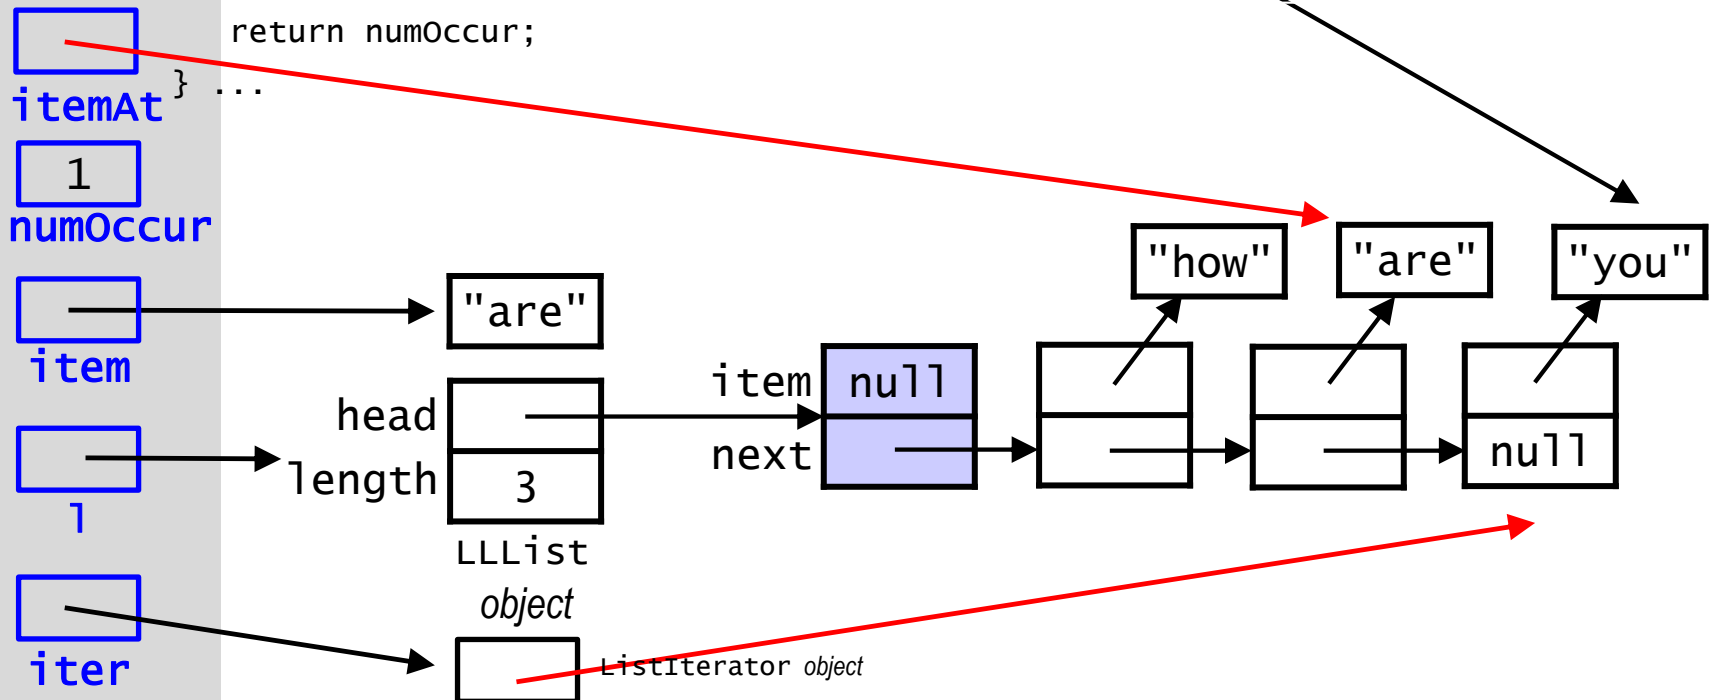 return numOccur;
} ...
itemAt
1
numOccur
"how" "are" "you"
"are"
item
item null
head
next null
length 3
l
LLList
object
iter
ListIterator object